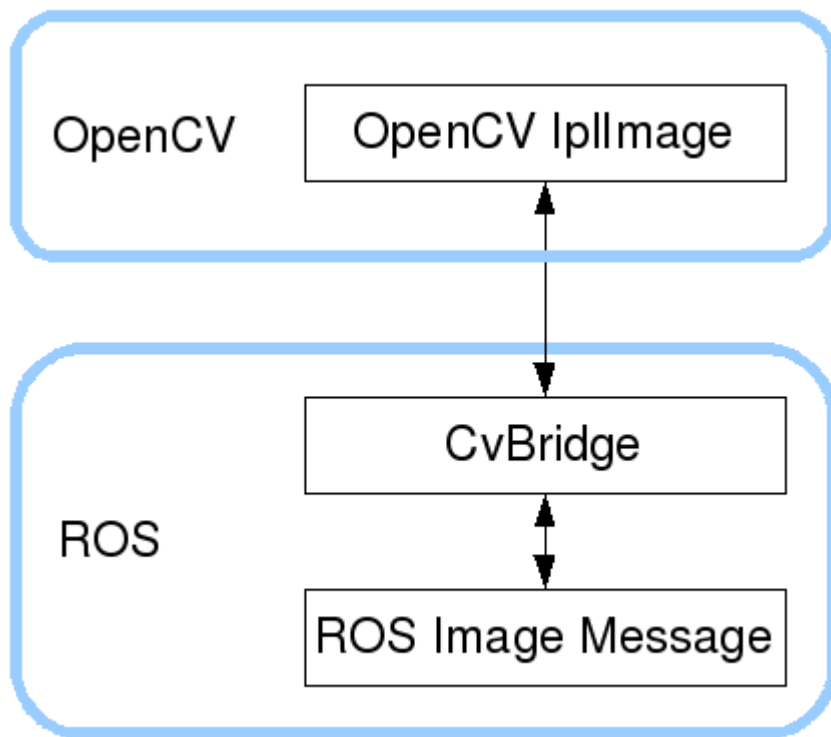 OpenCV
OpenCV IplImage
CvBridge
ROS
ROS Image Message